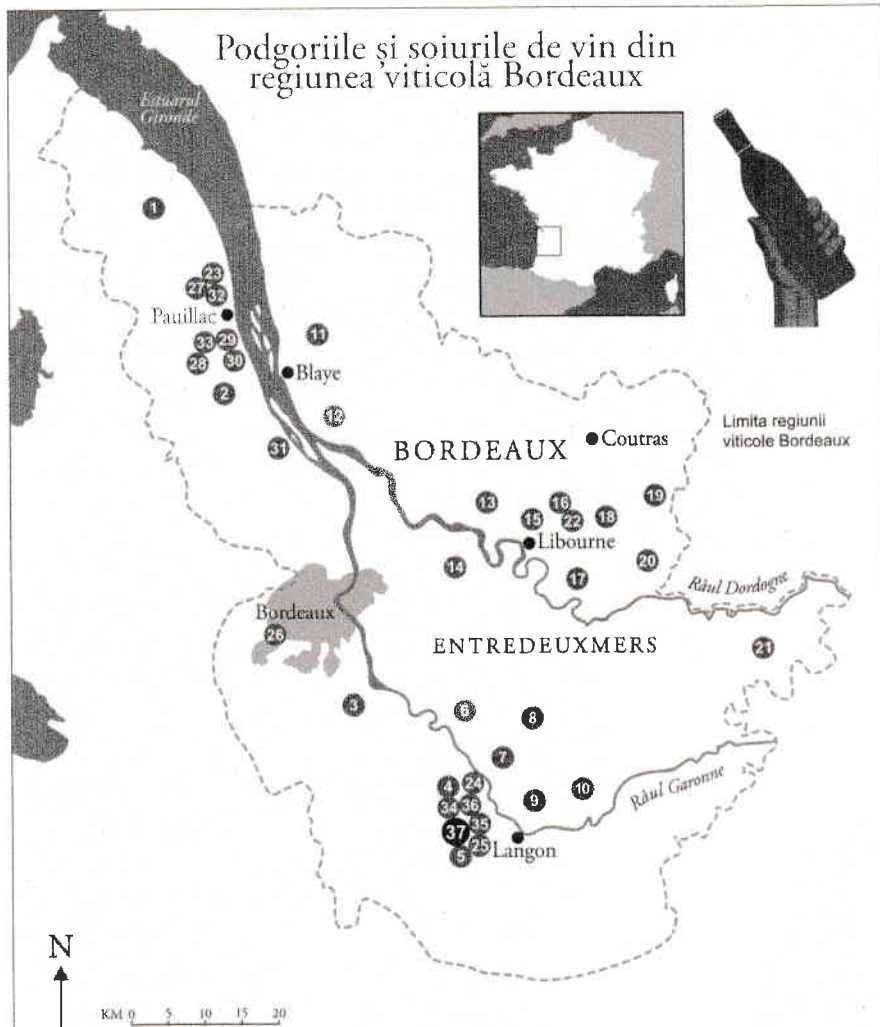 Podgoriile și soiurile de vin din
regiunea viticolă Bordeaux
Estuarul
Gironde
1
23
27
32
Pauillac
33
29
11
28
30
Blaye
2
12
31
BORDEAUX
Coutras
Limita regiunii
viticole Bordeaux
13
16
19
15
22
18
Libourne
14
20
17
Râul Dordogne
Bordeaux
26
ENTREDEUXMERS
21
3
6
8
7
4
24
10
9
Râul Garonne
34
36
35
37
Langon
25
5
N
KM 0 5 10 15 20